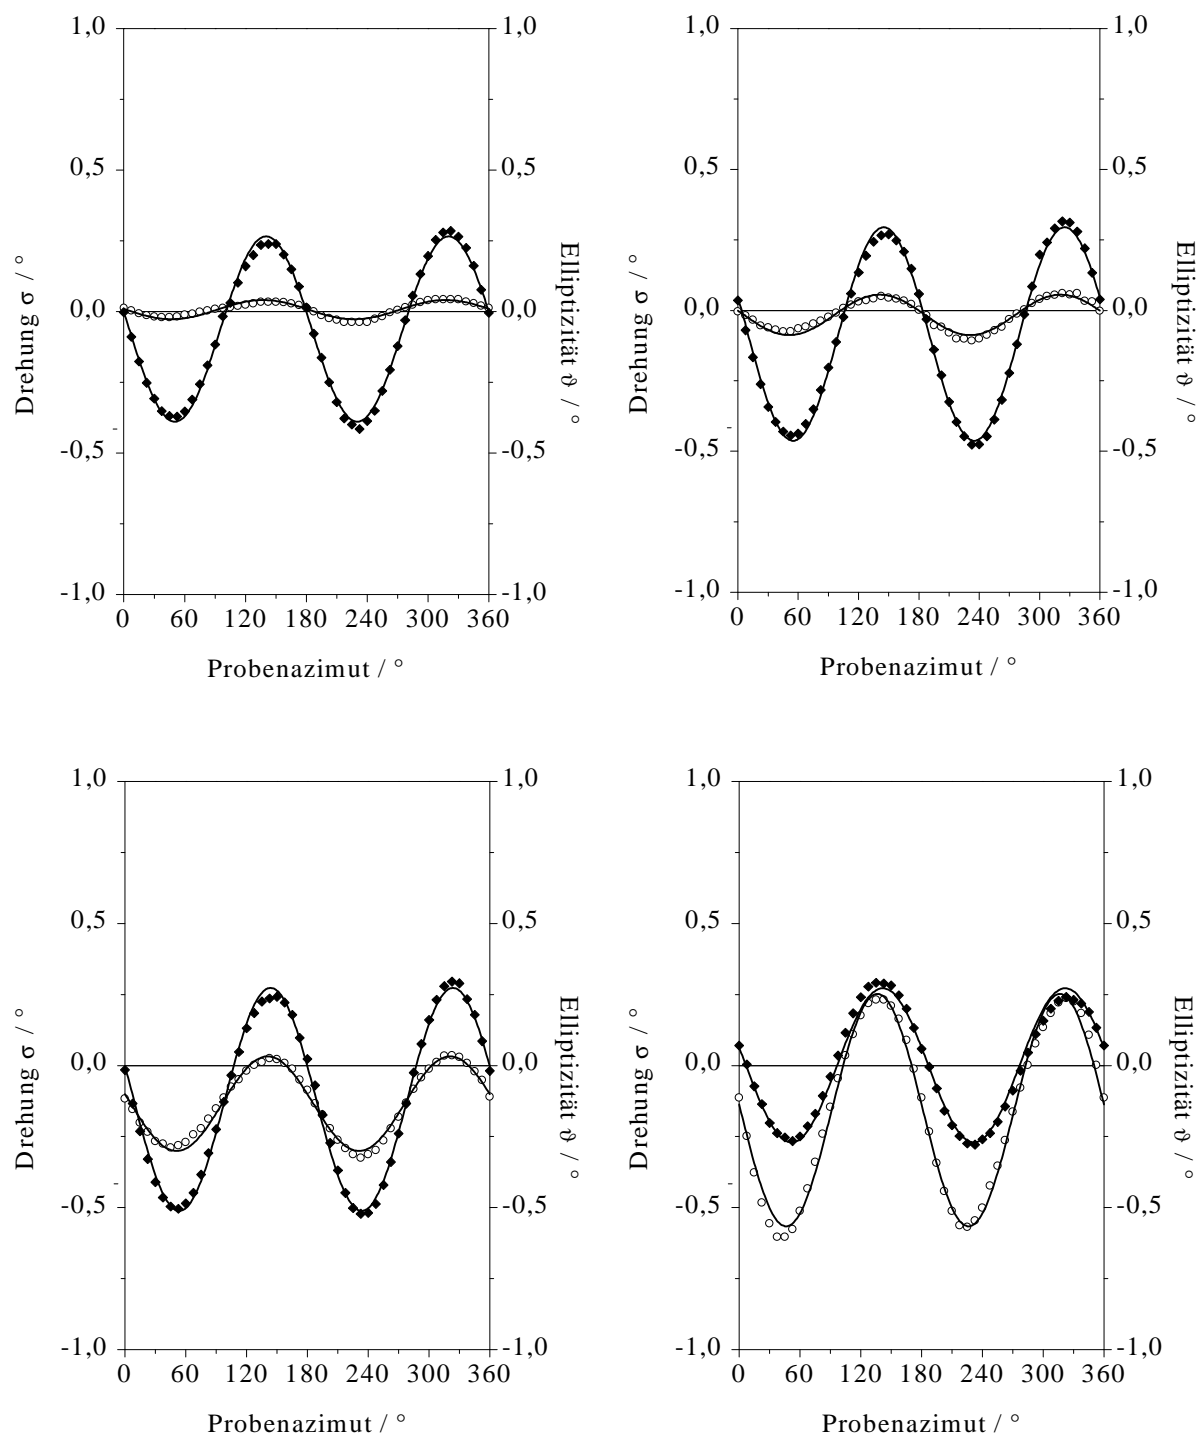 1,0 1,0
0,5 0,5
0,0 0,0
-0,5 -0,5
-1,0 -1,0
0 60 120 180 240 300 360
Probenazimut / °
Drehung σ / °
Elliptizität ϑ / °
1,0 1,0
0,5 0,5
0,0 0,0
-0,5 -0,5
-1,0 -1,0
0 60 120 180 240 300 360
Probenazimut / °
Drehung σ / °
Elliptizität ϑ / °
1,0 1,0
0,5 0,5
0,0 0,0
-0,5 -0,5
-1,0 -1,0
0 60 120 180 240 300 360
Probenazimut / °
Drehung σ / °
Elliptizität ϑ / °
1,0 1,0
0,5 0,5
0,0 0,0
-0,5 -0,5
-1,0 -1,0
0 60 120 180 240 300 360
Probenazimut / °
Drehung σ / °
Elliptizität ϑ / °